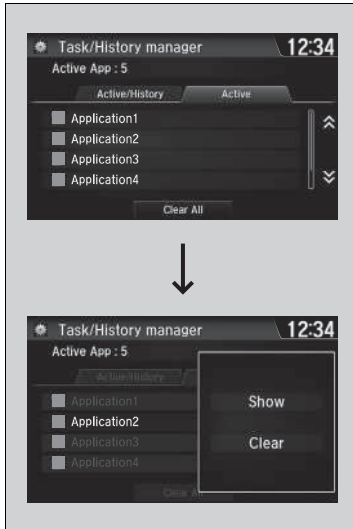 Task/History manager 12:34
Active App : 5
Active/History Active
Application1
Application2
Application3
Application4
Clear All
Task/History manager 12:34
Active App : 5
Active/History
Application1 Show
Application2
Application3 Clear
Application4
Clear All